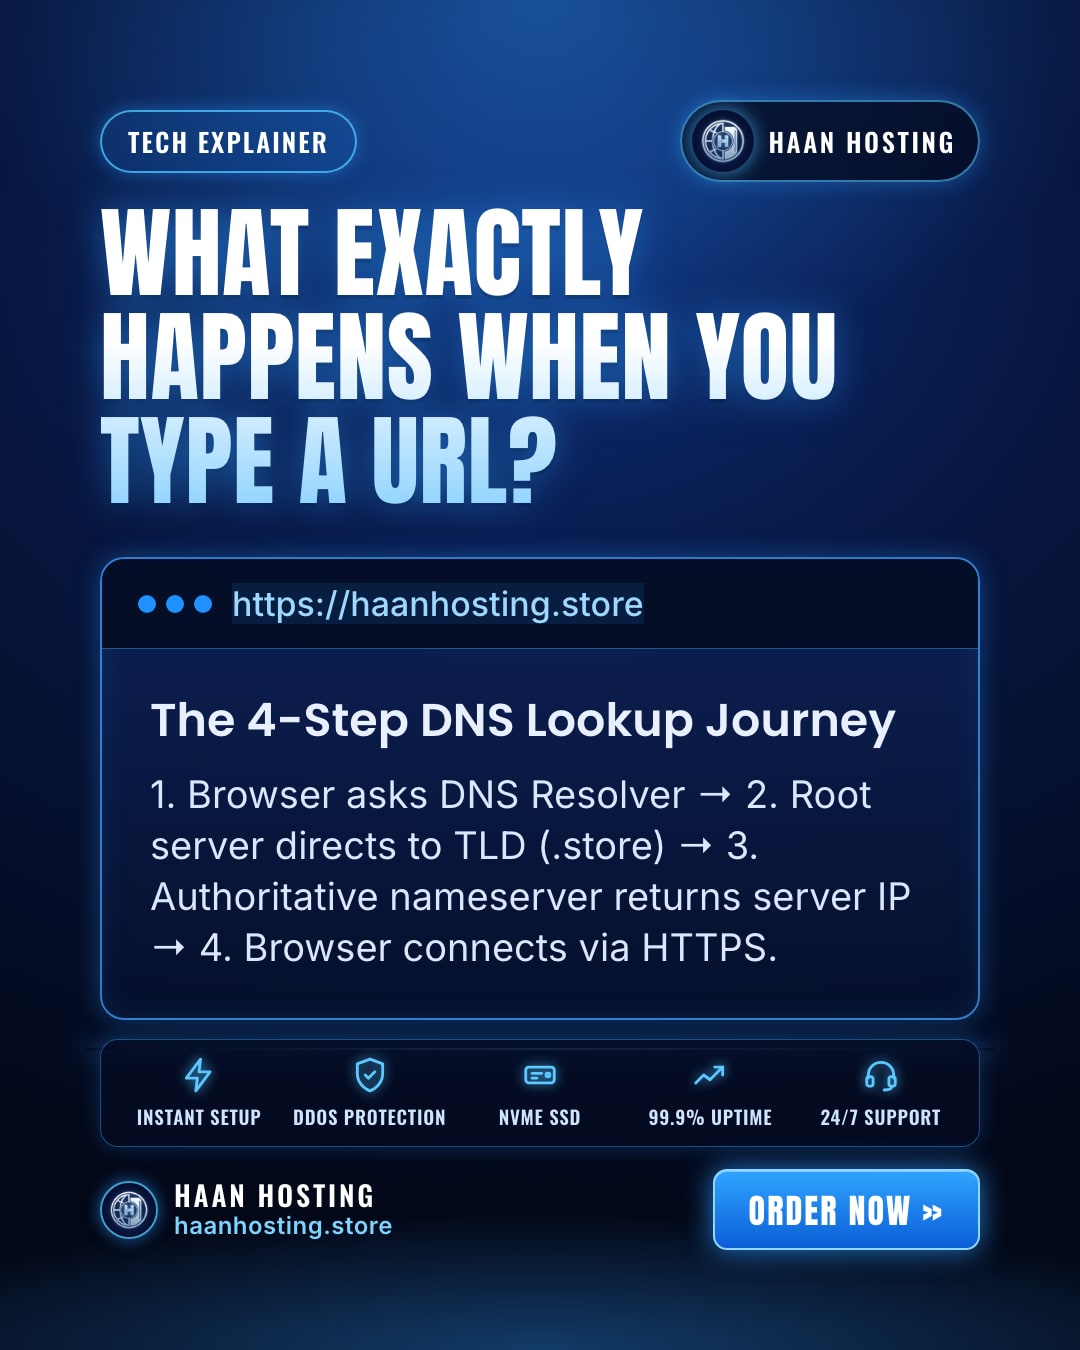 TECH EXPLAINER
HAAN HOSTING
WHAT EXACTLY
HAPPENS WHEN YOU
TYPE A URL?
https://haanhosting.store
The 4-Step DNS Lookup Journey
1. Browser asks DNS Resolver → 2. Root
server directs to TLD (.store) → 3.
Authoritative nameserver returns server IP
→ 4. Browser connects via HTTPS.
INSTANT SETUP
DDOS PROTECTION
NVME SSD
99.9% UPTIME
24/7 SUPPORT
HAAN HOSTING
haanhosting.store
ORDER NOW »